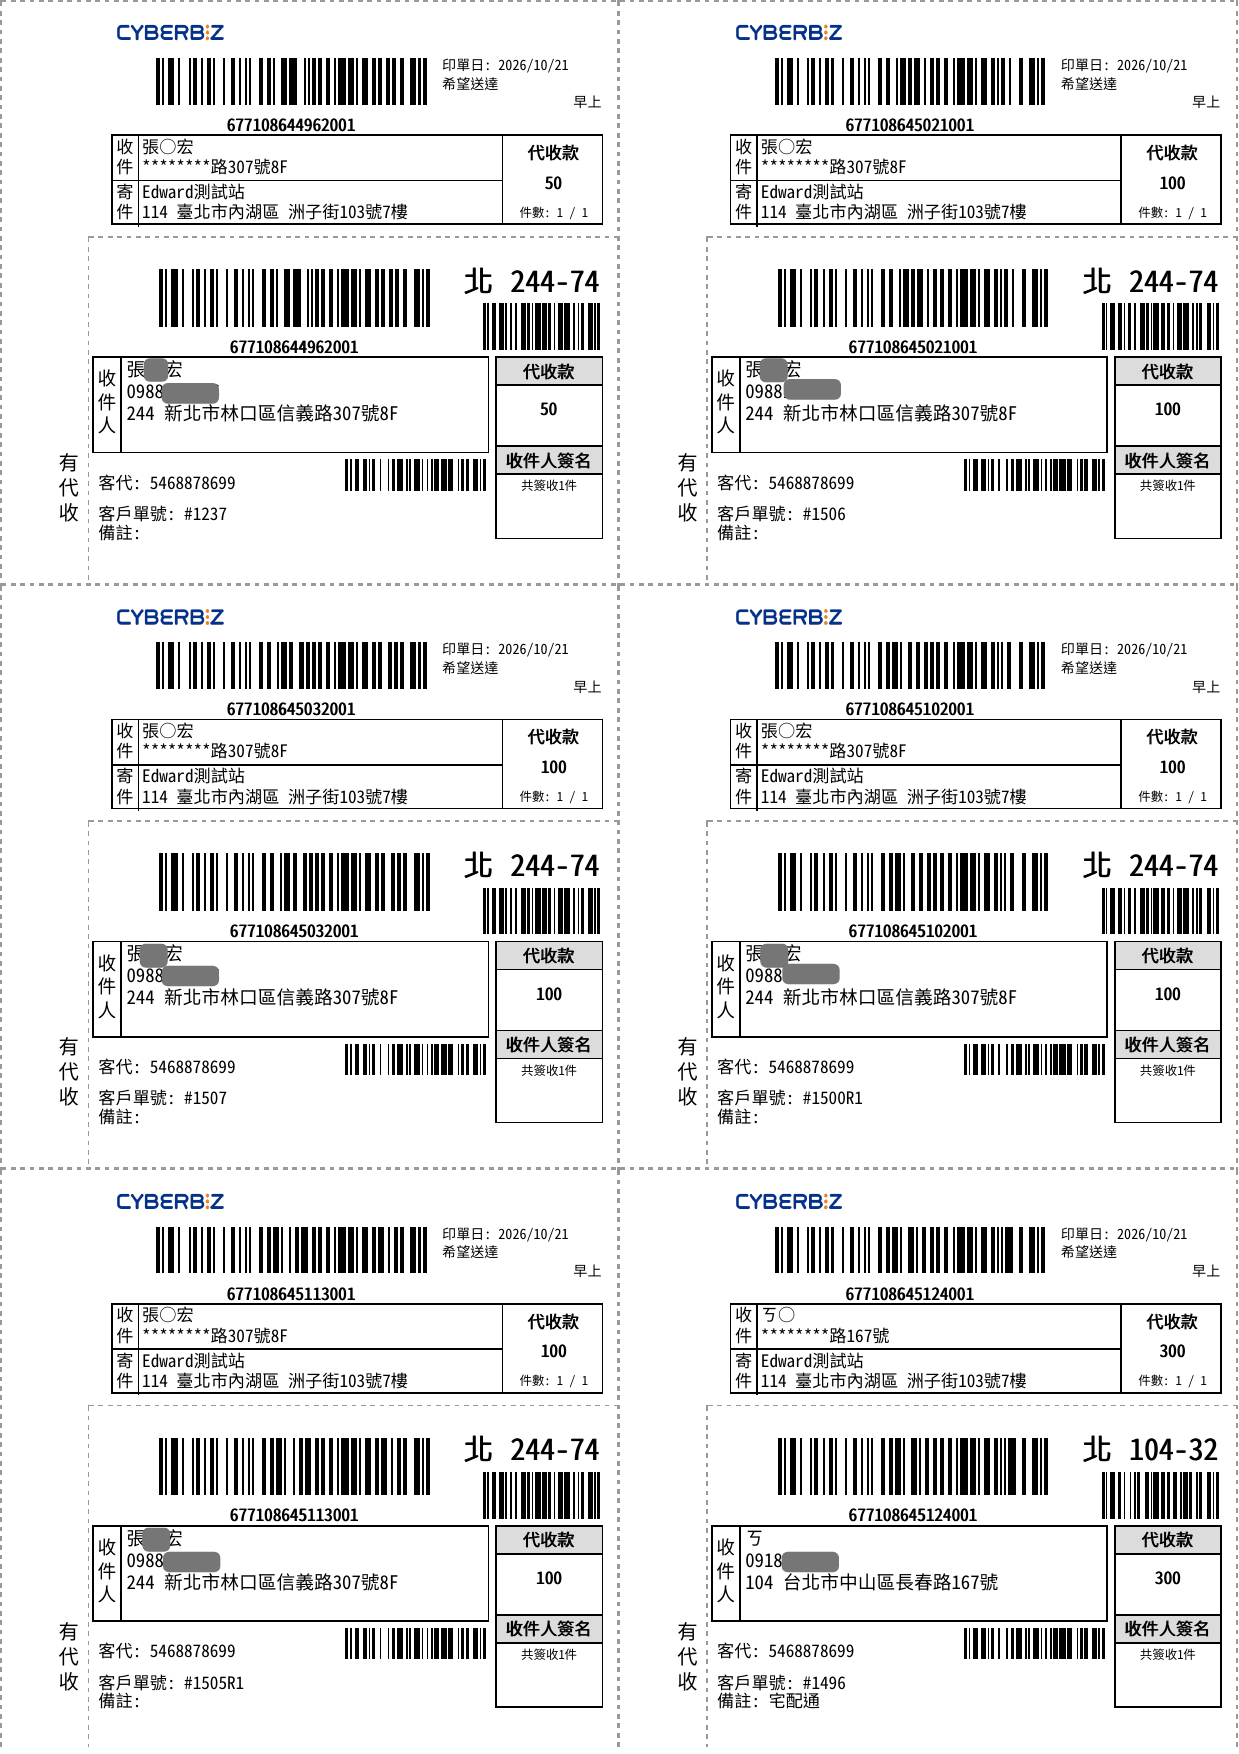 CYBERBIZ
印單日: 2026/10/21
希望送達
早上
677108644962001
收件
張〇宏
********路307號8F
寄件
Edward測試站
114 臺北市內湖區 洲子街103號7樓
代收款
50
件數: 1 / 1
北 244-74
677108644962001
收件人
張 宏
0988
244 新北市林口區信義路307號8F
代收款
50
收件人簽名
共簽收1件
有代收
客代: 5468878699
客戶單號: #1237
備註:
CYBERBIZ
印單日: 2026/10/21
希望送達
早上
677108645021001
收件
張〇宏
********路307號8F
寄件
Edward測試站
114 臺北市內湖區 洲子街103號7樓
代收款
100
件數: 1 / 1
北 244-74
677108645021001
收件人
張 宏
0988
244 新北市林口區信義路307號8F
代收款
100
收件人簽名
共簽收1件
有代收
客代: 5468878699
客戶單號: #1506
備註:
CYBERBIZ
印單日: 2026/10/21
希望送達
早上
677108645032001
收件
張〇宏
********路307號8F
寄件
Edward測試站
114 臺北市內湖區 洲子街103號7樓
代收款
100
件數: 1 / 1
北 244-74
677108645032001
收件人
張 宏
0988
244 新北市林口區信義路307號8F
代收款
100
收件人簽名
共簽收1件
有代收
客代: 5468878699
客戶單號: #1507
備註:
CYBERBIZ
印單日: 2026/10/21
希望送達
早上
677108645102001
收件
張〇宏
********路307號8F
寄件
Edward測試站
114 臺北市內湖區 洲子街103號7樓
代收款
100
件數: 1 / 1
北 244-74
677108645102001
收件人
張 宏
0988
244 新北市林口區信義路307號8F
代收款
100
收件人簽名
共簽收1件
有代收
客代: 5468878699
客戶單號: #1500R1
備註:
CYBERBIZ
印單日: 2026/10/21
希望送達
早上
677108645113001
收件
張〇宏
********路307號8F
寄件
Edward測試站
114 臺北市內湖區 洲子街103號7樓
代收款
100
件數: 1 / 1
北 244-74
677108645113001
收件人
張 宏
0988
244 新北市林口區信義路307號8F
代收款
100
收件人簽名
共簽收1件
有代收
客代: 5468878699
客戶單號: #1505R1
備註:
CYBERBIZ
印單日: 2026/10/21
希望送達
早上
677108645124001
收件
ㄎ〇
********路167號
寄件
Edward測試站
114 臺北市內湖區 洲子街103號7樓
代收款
300
件數: 1 / 1
北 104-32
677108645124001
收件人
ㄎ
0918
104 台北市中山區長春路167號
代收款
300
收件人簽名
共簽收1件
有代收
客代: 5468878699
客戶單號: #1496
備註: 宅配通